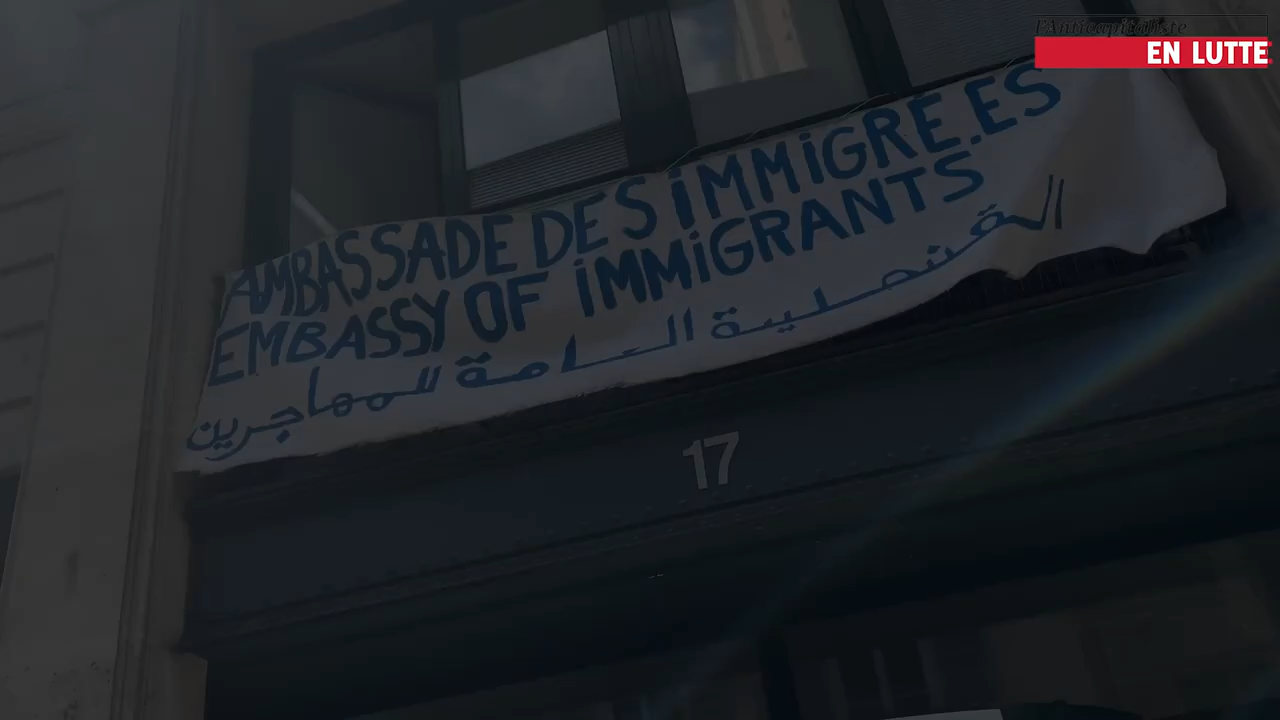 l'Anticapitaliste
EN LUTTE
AMBASSADE DES iMMiGRÉ.ES
EMBASSY OF iMMiGRANTS
القنصلية العامة للمهاجرين
17